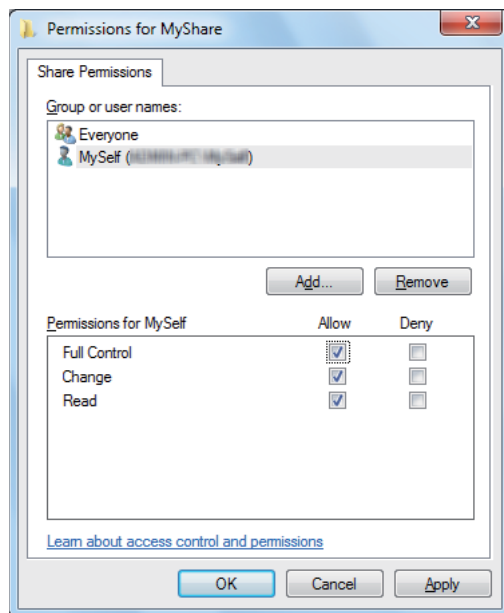 Permissions for MyShare
Share Permissions
Group or user names:
Everyone
MySelf (
Add...
Remove
Permissions for MySelf
Allow
Deny
Full Control
Change
Read
Learn about access control and permissions
OK
Cancel
Apply